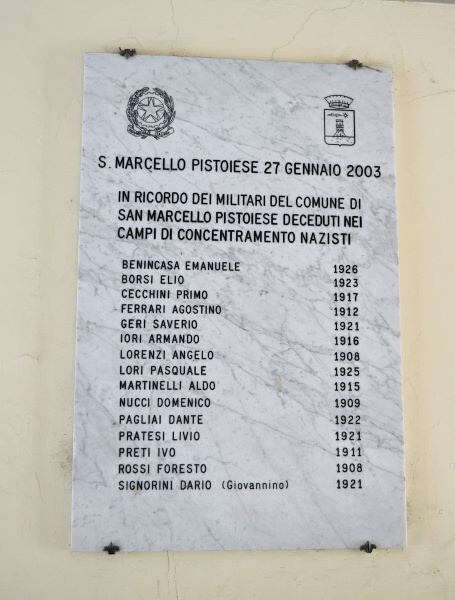 S. MARCELLO PISTOIESE 27 GENNAIO 2003
IN RICORDO DEI MILITARI DEL COMUNE DI
SAN MARCELLO PISTOIESE DECEDUTI NEI
CAMPI DI CONCENTRAMENTO NAZISTI
BENINCASA EMANUELE 1926
BORSI ELIO 1923
CECCHINI PRIMO 1917
FERRARI AGOSTINO 1912
GERI SAVERIO 1921
IORI ARMANDO 1916
LORENZI ANGELO 1908
LORI PASQUALE 1925
MARTINELLI ALDO 1915
NUCCI DOMENICO 1909
PAGLIAI DANTE 1922
PRATESI LIVIO 1921
PRETI IVO 1911
ROSSI FORESTO 1908
SIGNORINI DARIO (Giovannino) 1921